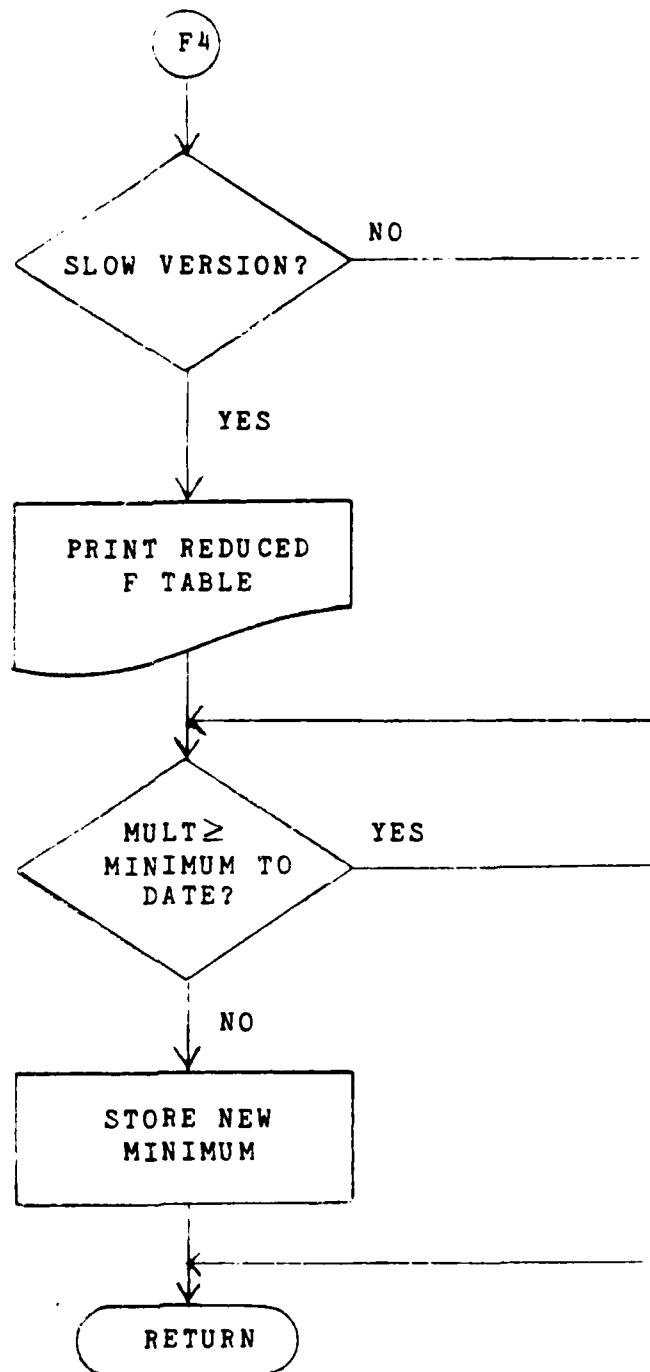 F4
SLOW VERSION?
NO
YES
PRINT REDUCED
F TABLE
MULT≥
MINIMUM TO
DATE?
YES
NO
STORE NEW
MINIMUM
RETURN